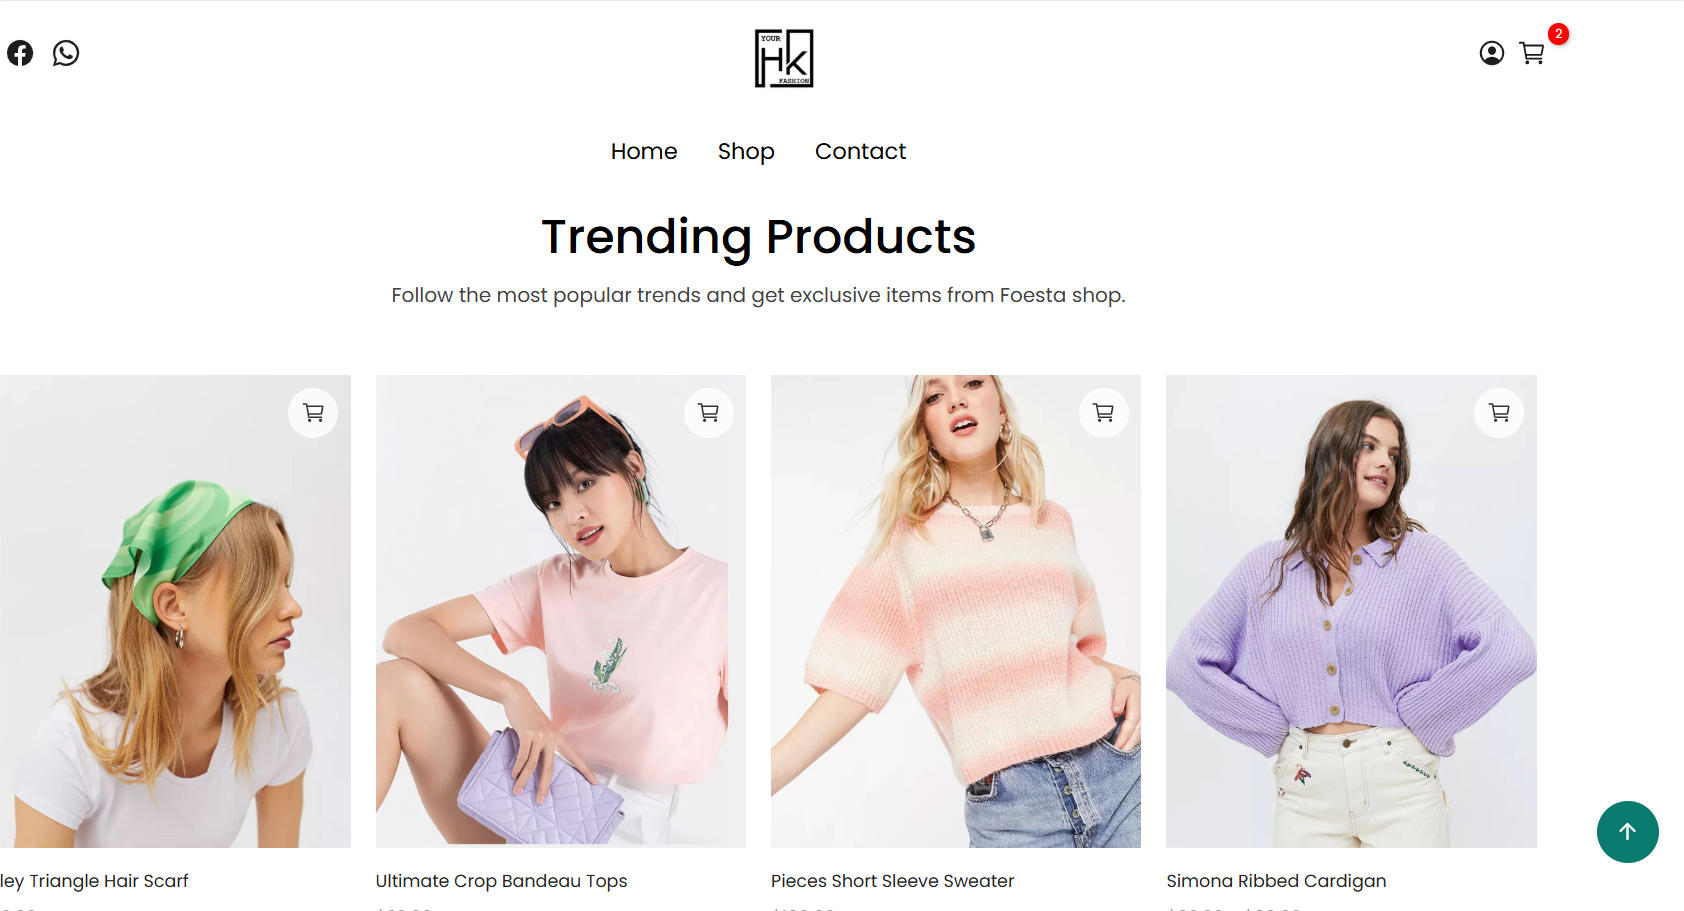 2
YOUR
HK
FASHION
Home Shop Contact
Trending Products
Follow the most popular trends and get exclusive items from Foesta shop.
ley Triangle Hair Scarf
Ultimate Crop Bandeau Tops
Pieces Short Sleeve Sweater
Simona Ribbed Cardigan